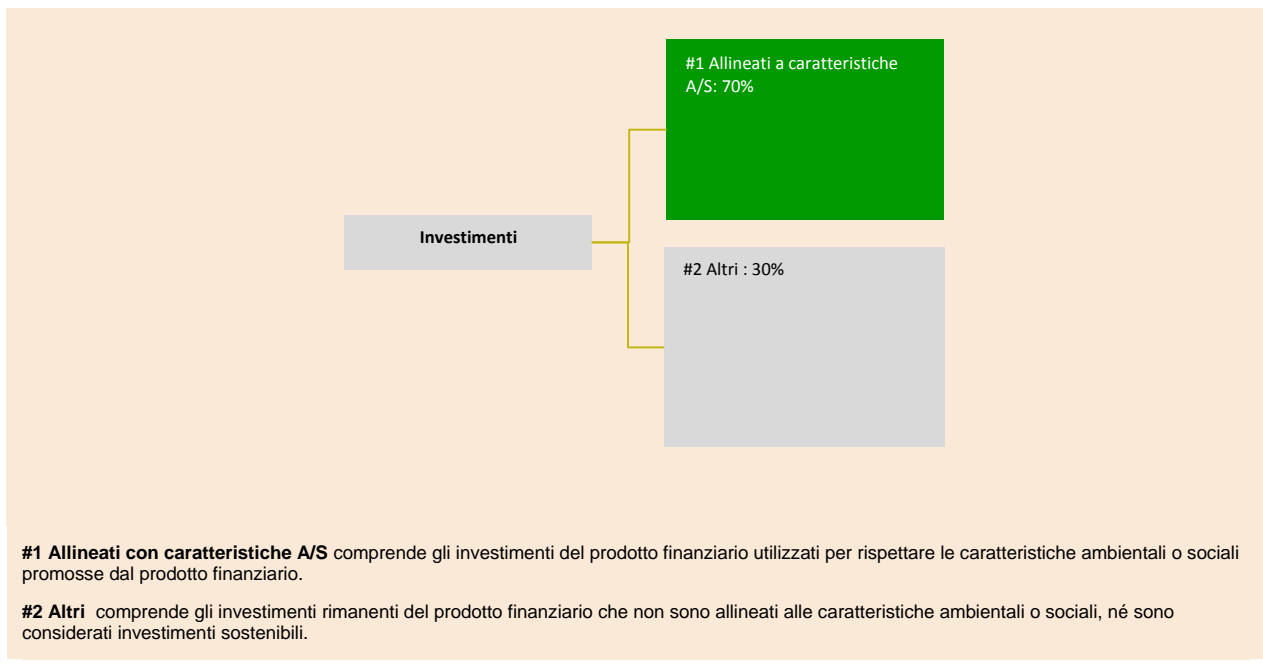 #1 Allineati a caratteristiche
A/S: 70%
Investimenti
#2 Altri : 30%
#1 Allineati con caratteristiche A/S comprende gli investimenti del prodotto finanziario utilizzati per rispettare le caratteristiche ambientali o sociali
promosse dal prodotto finanziario.
#2 Altri comprende gli investimenti rimanenti del prodotto finanziario che non sono allineati alle caratteristiche ambientali o sociali, né sono
considerati investimenti sostenibili.